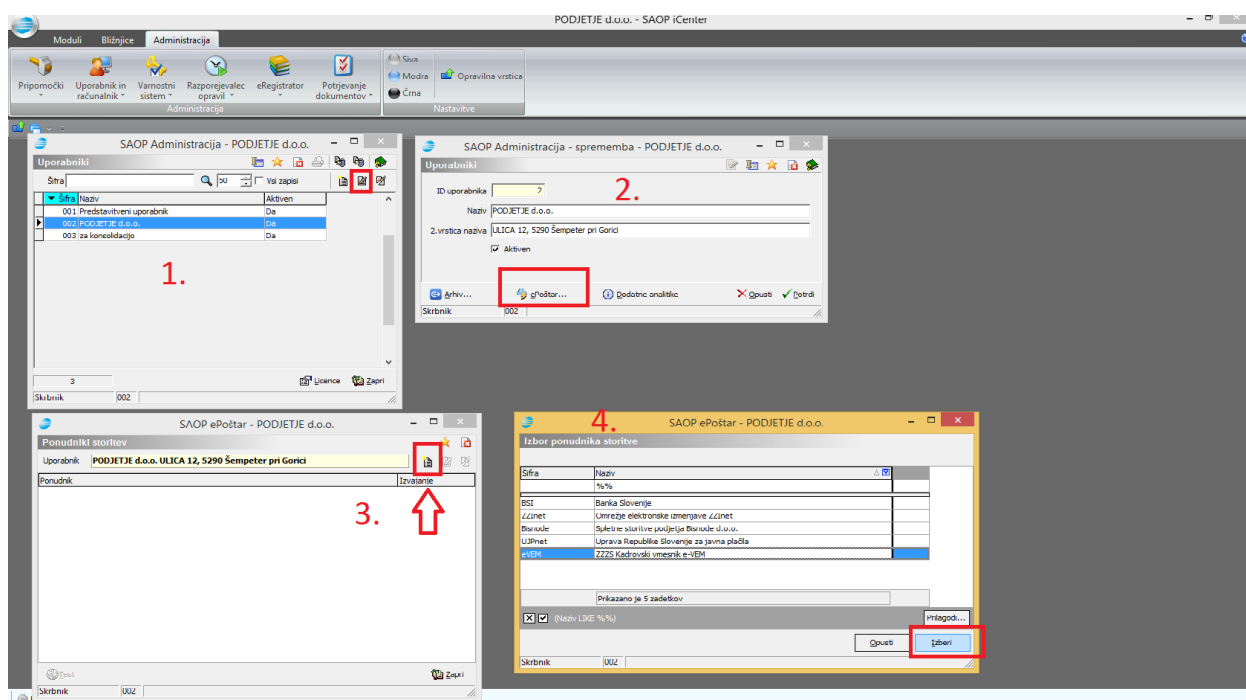 PODJETJE d.o.o. - SAOP iCenter
Moduli Bližnjice Administracija
Pripomočki
Uporabnik in računalnik
Varnostni sistem
Razporejevalec opravil
eRegistrator
Potrjevanje dokumentov
Administracija
Siva
Modra
Črna
Opravilna vrstica
Nastavitve
SAOP Administracija - PODJETJE d.o.o.
Uporabniki
Šifra 50 Vsi zapisi
Šifra Naziv Aktiven
001 Predstavitveni uporabnik Da
002 PODJETJE d.o.o. Da
003 za konsolidacijo Da
1.
3 Licence Zapri
Skrbnik 002
SAOP Administracija - sprememba - PODJETJE d.o.o.
Uporabniki
2.
ID uporabnika 2
Naziv PODJETJE d.o.o.
2.vrstica naziva ULICA 12, 5290 Šempeter pri Gorici
Aktiven
Arhiv... ePoštar... Dodatne analitike Opusti Potrdi
Skrbnik 002
SAOP ePoštar - PODJETJE d.o.o.
Ponudniki storitev
Uporabnik PODJETJE d.o.o. ULICA 12, 5290 Šempeter pri Gorici
Ponudnik Izvajanje
3.
Test Zapri
Skrbnik 002
4.
SAOP ePoštar - PODJETJE d.o.o.
Izbor ponudnika storitve
Šifra Naziv
%%
BSI Banka Slovenije
ZZInet Omrežje elektronske izmenjave ZZInet
Bisnode Spletne storitve podjetja Bisnode d.o.o.
UJPnet Uprava Republike Slovenije za javna plačila
eVEM ZZZS Kadrovski vmesnik e-VEM
Prikazano je 5 zadetkov
(Naziv LIKE %%) Prilagodi...
Opusti Izberi
Skrbnik 002